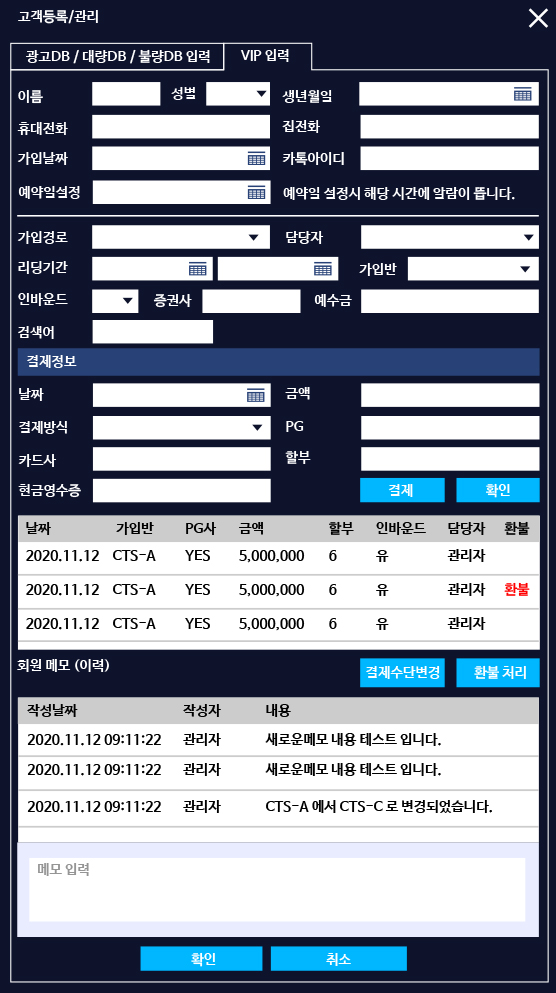 고객등록/관리
광고DB / 대량DB / 불량DB 입력 VIP 입력
이름 성별 생년월일
휴대전화 집전화
가입날짜 카톡아이디
예약일설정 예약일 설정시 해당 시간에 알람이 뜹니다.
가입경로 담당자
리딩기간 가입반
인바운드 증권사 예수금
검색어
결제정보
날짜 금액
결제방식 PG
카드사 할부
현금영수증 결제 확인
날짜 가입반 PG사 금액 할부 인바운드 담당자 환불
2020.11.12 CTS-A YES 5,000,000 6 유 관리자
2020.11.12 CTS-A YES 5,000,000 6 유 관리자 환불
2020.11.12 CTS-A YES 5,000,000 6 유 관리자
회원 메모 (이력) 결제수단변경 환불 처리
작성날짜 작성자 내용
2020.11.12 09:11:22 관리자 새로운메모 내용 테스트 입니다.
2020.11.12 09:11:22 관리자 새로운메모 내용 테스트 입니다.
2020.11.12 09:11:22 관리자 CTS-A 에서 CTS-C 로 변경되었습니다.
메모 입력
확인 취소